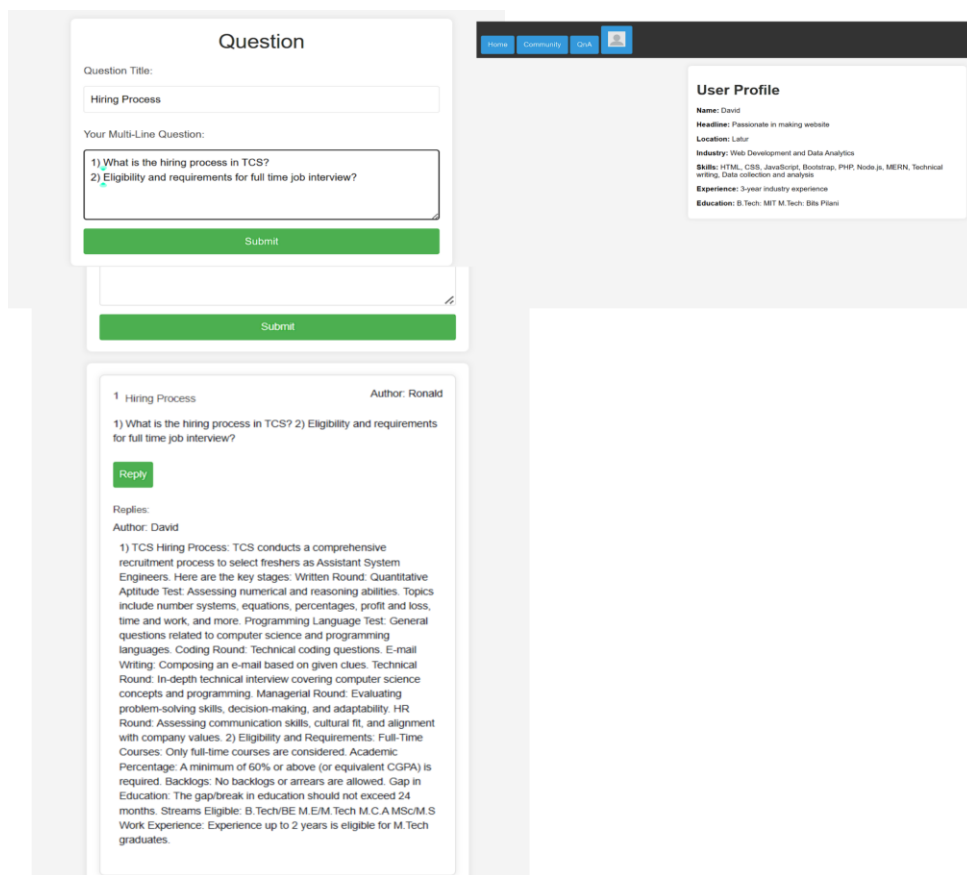 Question
Question Title:
Hiring Process
Your Multi-Line Question:
1) What is the hiring process in TCS?
2) Eligibility and requirements for full time job interview?
Submit
Home
Community
QnA
User Profile
Name: David
Headline: Passionate in making website
Location: Latur
Industry: Web Development and Data Analytics
Skills: HTML, CSS, JavaScript, Bootstrap, PHP, Node.js, MERN, Technical
writing, Data collection and analysis
Experience: 3-year industry experience
Education: B.Tech: MIT M.Tech: Bits Pilani
Submit
1 Hiring Process
Author: Ronald
1) What is the hiring process in TCS? 2) Eligibility and requirements
for full time job interview?
Reply
Replies:
Author: David
1) TCS Hiring Process: TCS conducts a comprehensive
recruitment process to select freshers as Assistant System
Engineers. Here are the key stages: Written Round: Quantitative
Aptitude Test: Assessing numerical and reasoning abilities. Topics
include number systems, equations, percentages, profit and loss,
time and work, and more. Programming Language Test: General
questions related to computer science and programming
languages. Coding Round: Technical coding questions. E-mail
Writing: Composing an e-mail based on given clues. Technical
Round: In-depth technical interview covering computer science
concepts and programming. Managerial Round: Evaluating
problem-solving skills, decision-making, and adaptability. HR
Round: Assessing communication skills, cultural fit, and alignment
with company values. 2) Eligibility and Requirements: Full-Time
Courses: Only full-time courses are considered. Academic
Percentage: A minimum of 60% or above (or equivalent CGPA) is
required. Backlogs: No backlogs or arrears are allowed. Gap in
Education: The gap/break in education should not exceed 24
months. Streams Eligible: B.Tech/BE M.E/M.Tech M.C.A MSc/M.S
Work Experience: Experience up to 2 years is eligible for M.Tech
graduates.